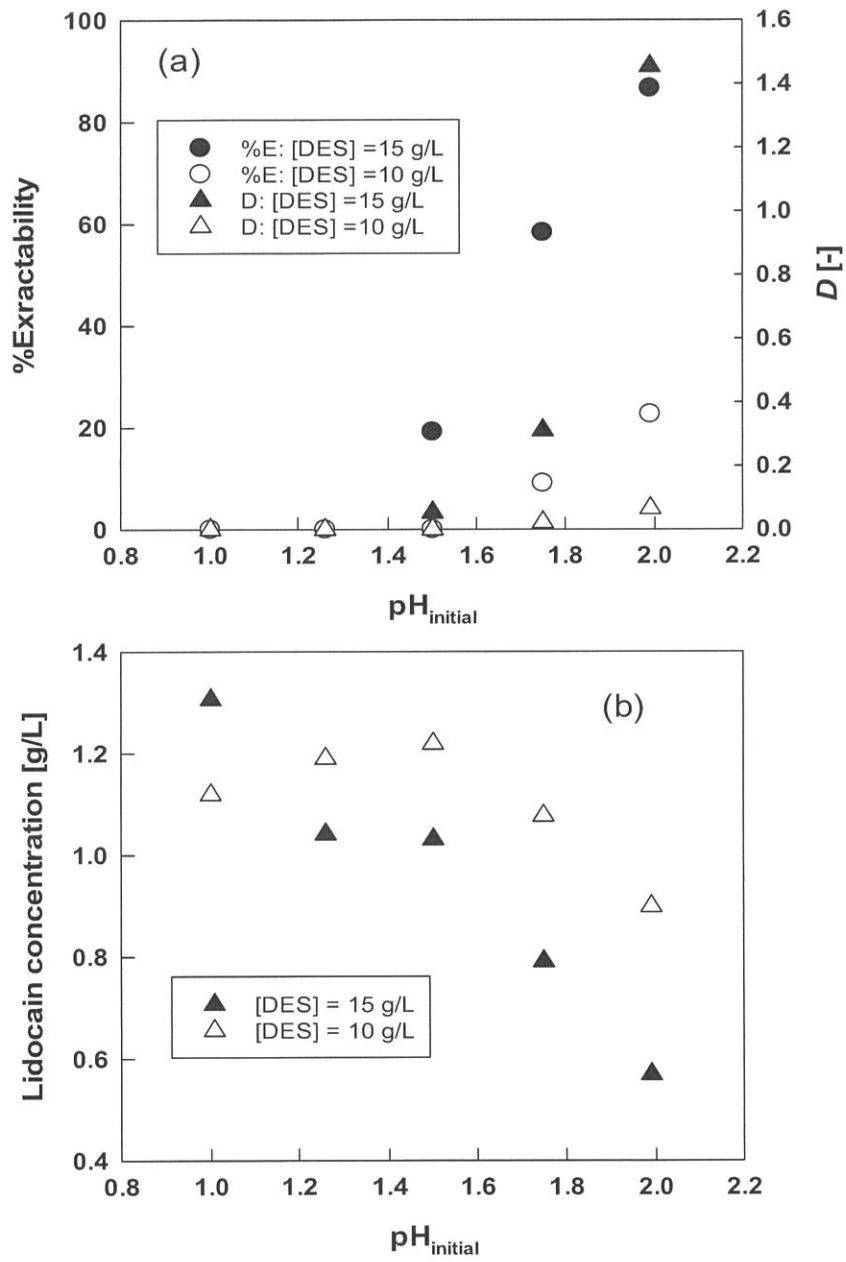 (a)
%E: [DES] =15 g/L
%E: [DES] =10 g/L
D: [DES] =15 g/L
D: [DES] =10 g/L
%Exractability
D [-]
100
80
60
40
20
0
1.6
1.4
1.2
1.0
0.8
0.6
0.4
0.2
0.0
0.8 1.0 1.2 1.4 1.6 1.8 2.0 2.2
pHinitial
(b)
[DES] = 15 g/L
[DES] = 10 g/L
Lidocain concentration [g/L]
1.4
1.2
1.0
0.8
0.6
0.4
0.8 1.0 1.2 1.4 1.6 1.8 2.0 2.2
pHinitial